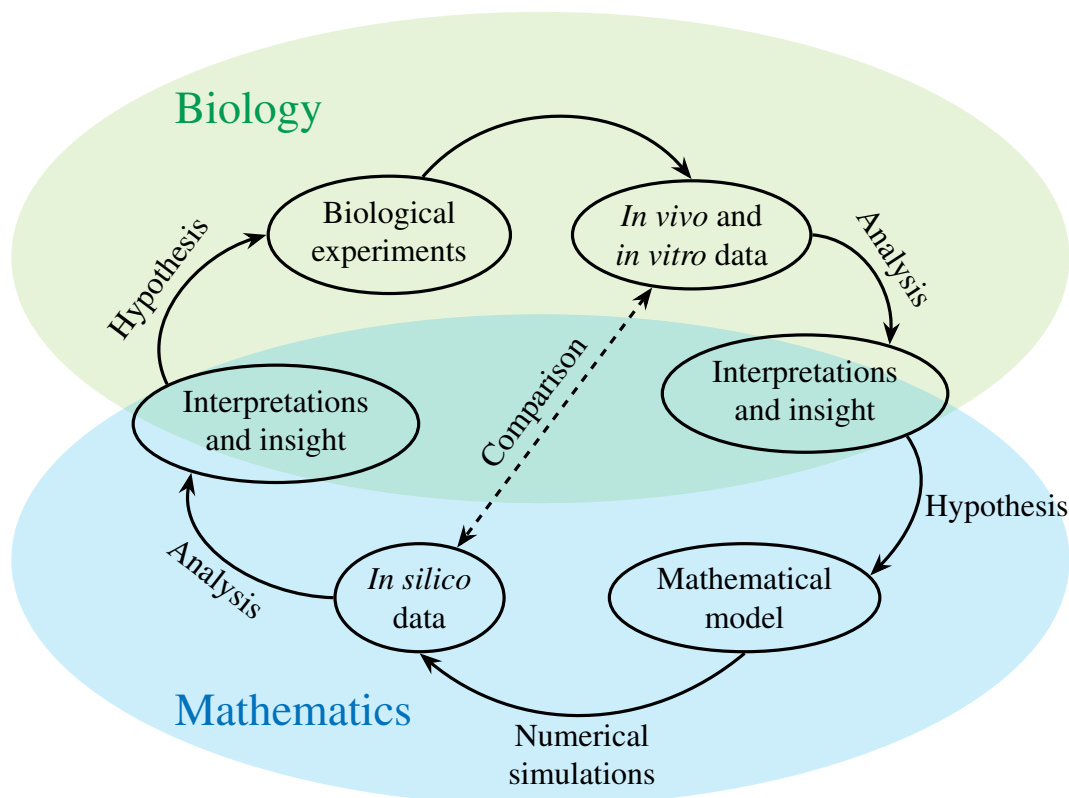 Biology
Biological
experiments
In vivo and
in vitro data
Analysis
Hypothesis
Interpretations
and insight
Comparison
Interpretations
and insight
Hypothesis
Analysis
In silico
data
Mathematical
model
Mathematics
Numerical
simulations